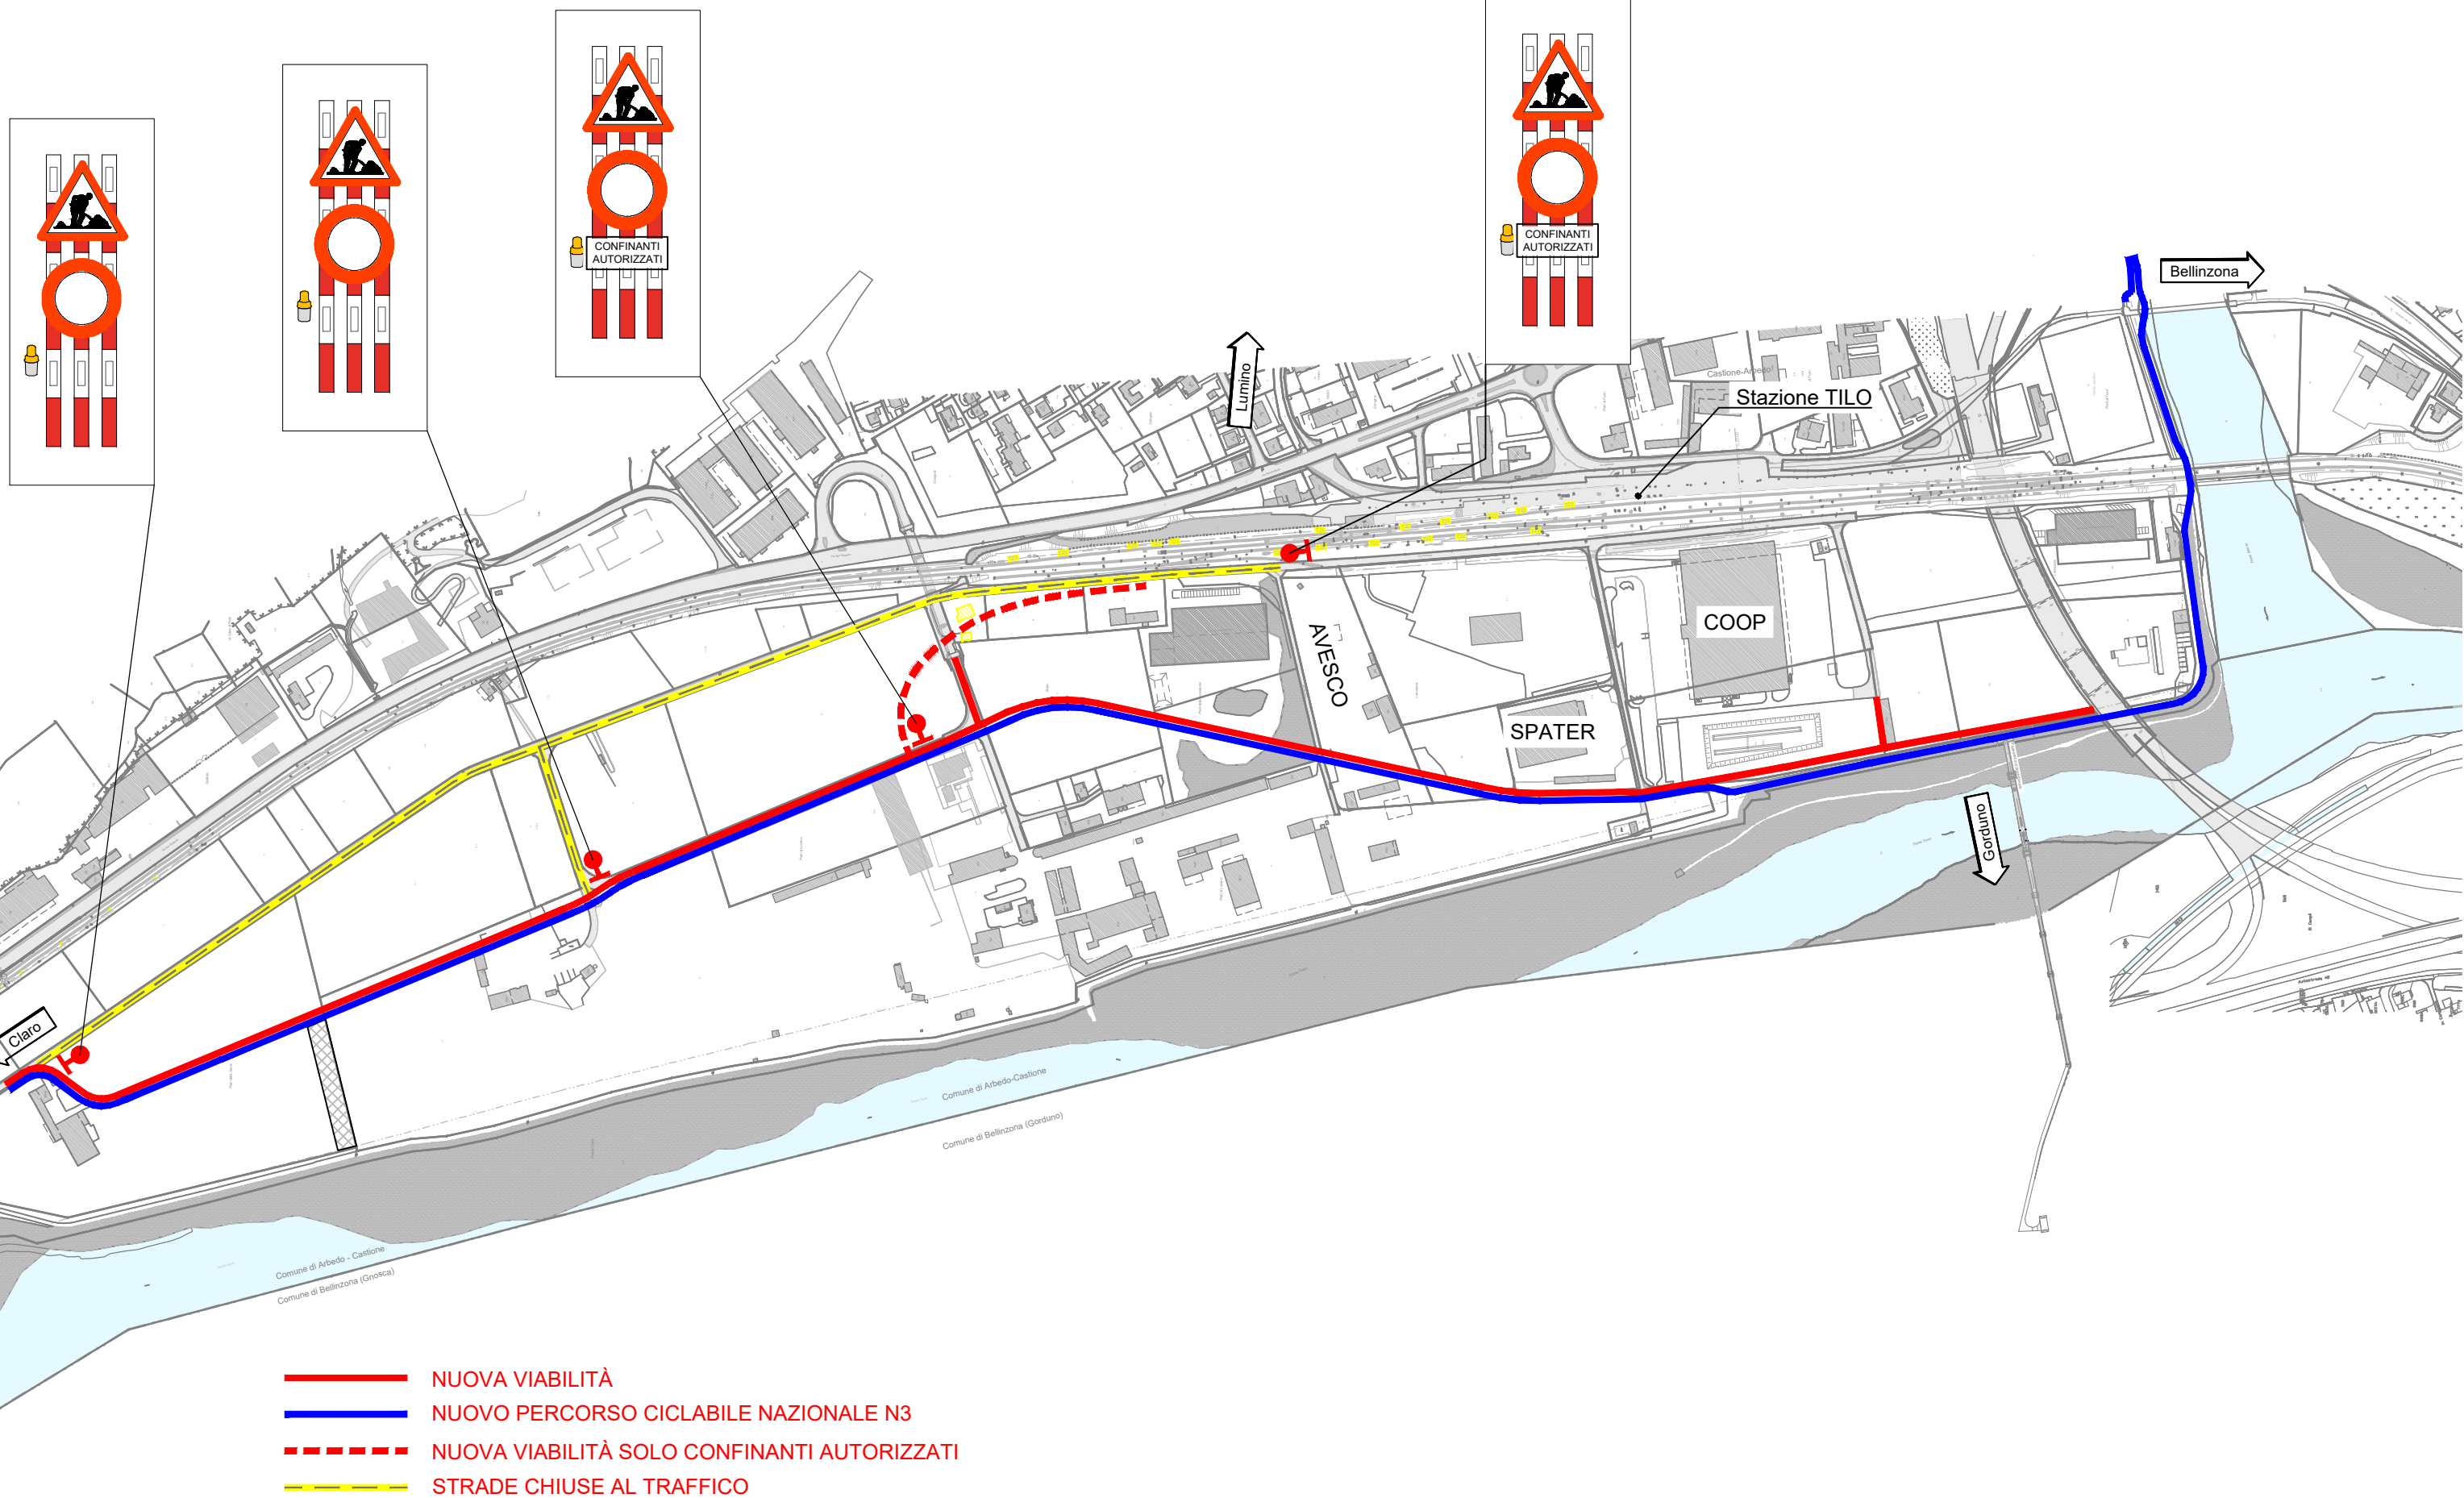 CONFINANTI
AUTORIZZATI
CONFINANTI
AUTORIZZATI
Bellinzona
Lumino
Castione-Arbedo
Stazione TILO
COOP
AVESCO
SPATER
Gorduno
Claro
Comune di Arbedo-Castione
Comune di Bellinzona (Gorduno)
Comune di Arbedo - Castione
Comune di Bellinzona (Gnosca)
NUOVA VIABILITÀ
NUOVO PERCORSO CICLABILE NAZIONALE N3
NUOVA VIABILITÀ SOLO CONFINANTI AUTORIZZATI
STRADE CHIUSE AL TRAFFICO